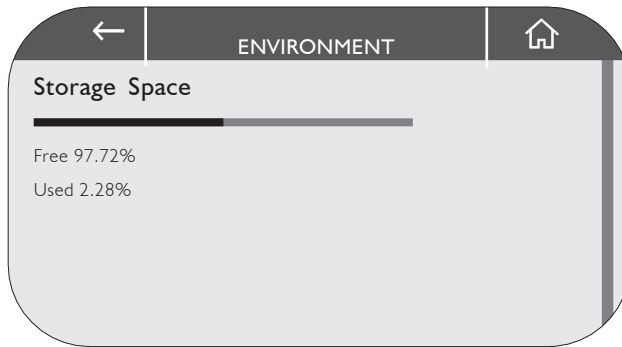 ENVIRONMENT
Storage Space
Free 97.72%
Used 2.28%